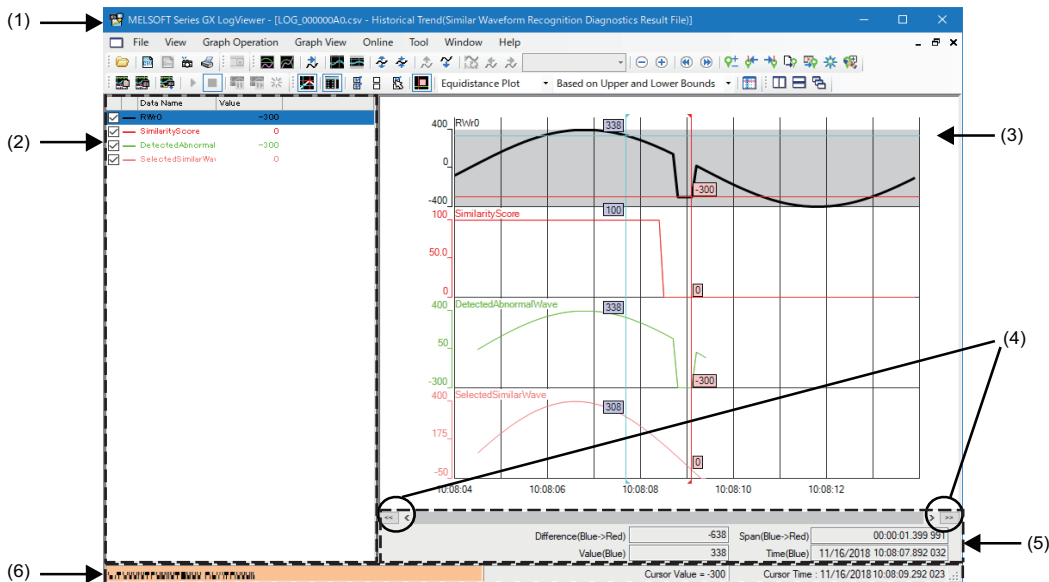 (1)
MELSOFT Series GX LogViewer - [LOG_000000A0.csv - Historical Trend(Similar Waveform Recognition Diagnostics Result File)]
File View Graph Operation Graph View Online Tool Window Help
Equidistance Plot Based on Upper and Lower Bounds
(2)
Data Name Value
RWr0 -300
SimilarityScore 0
DetectedAbnormal -300
SelectedSimilarWa 0
(3)
400 RWr0 338
0
-300
-400
100 SimilarityScore 100
50.0
0 0
400 DetectedAbnormalWave 338
50
-300 -300
400 SelectedSimilarWave 308
175
0
-50
(4)
10:08:04 10:08:06 10:08:08 10:08:10 10:08:12
<< < > >>
Difference(Blue->Red) -638 Span(Blue->Red) 00:00:01.399 991
Value(Blue) 338 Time(Blue) 11/16/2018 10:08:07.892 032
(5)
(6)
Cursor Value = -300 Cursor Time : 11/16/2018 10:08:09.292 023